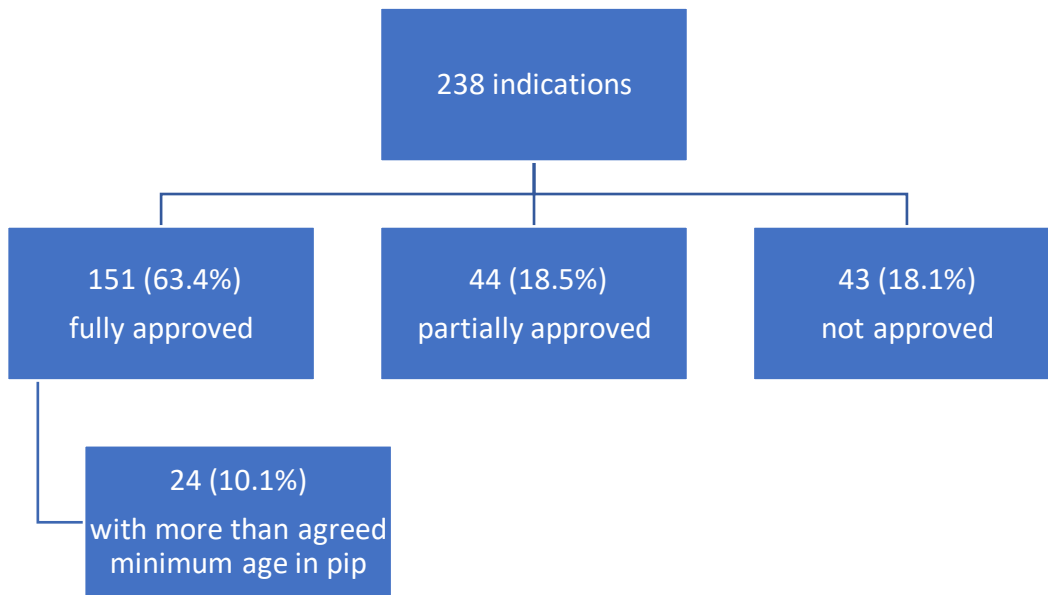 238 indications
151 (63.4%)
fully approved
44 (18.5%)
partially approved
43 (18.1%)
not approved
24 (10.1%)
with more than agreed
minimum age in pip